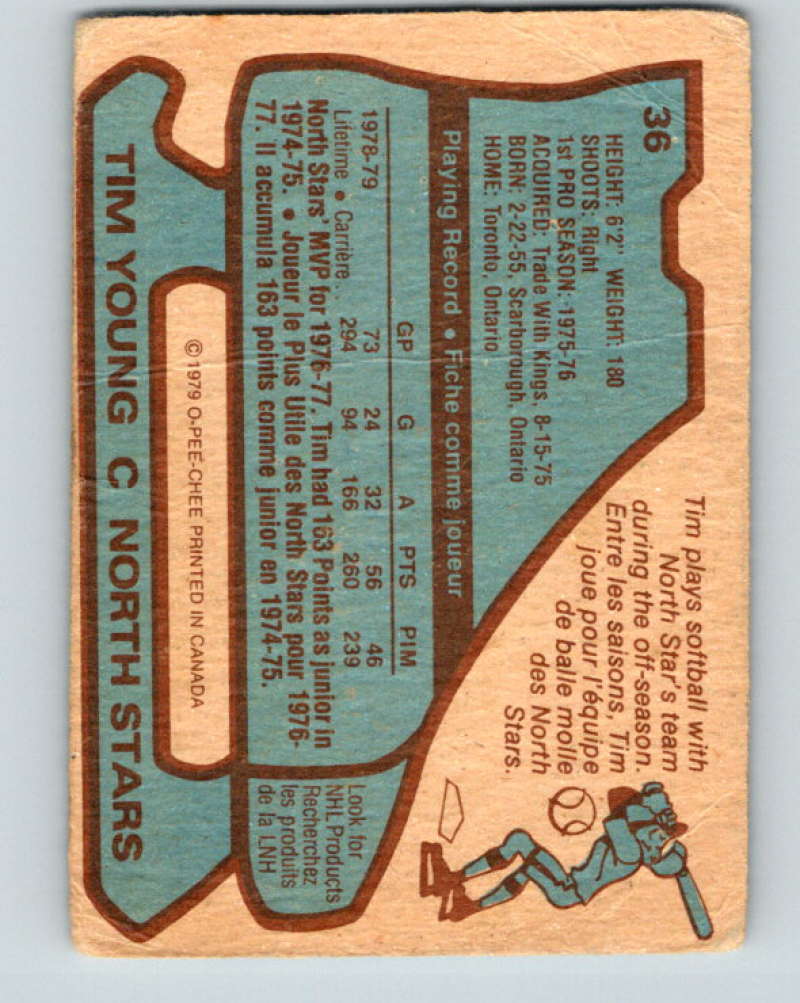 36
HEIGHT: 6'2" WEIGHT: 180
SHOOTS: Right
1st PRO SEASON: 1975-76
ACQUIRED: Trade With Kings, 8-15-75
BORN: 2-22-55, Scarborough, Ontario
HOME: Toronto, Ontario
Tim plays softball with
North Star's team
during the off-season.
Entre les saisons, Tim
joue pour l'équipe
de balle molle
des North
Stars.
Playing Record • Fiche comme joueur
GP G A PTS PIM
1978-79 73 24 32 56 46
Lifetime • Carrière .. 294 94 166 260 239
North Stars' MVP for 1976-77. Tim had 163 Points as junior in
1974-75. • Joueur le Plus Utile des North Stars pour 1976-
77. Il accumula 163 points comme junior en 1974-75.
Look for
NHL Products
Recherchez
les produits
de la LNH
©1979 O-PEE-CHEE PRINTED IN CANADA
TIM YOUNG C NORTH STARS